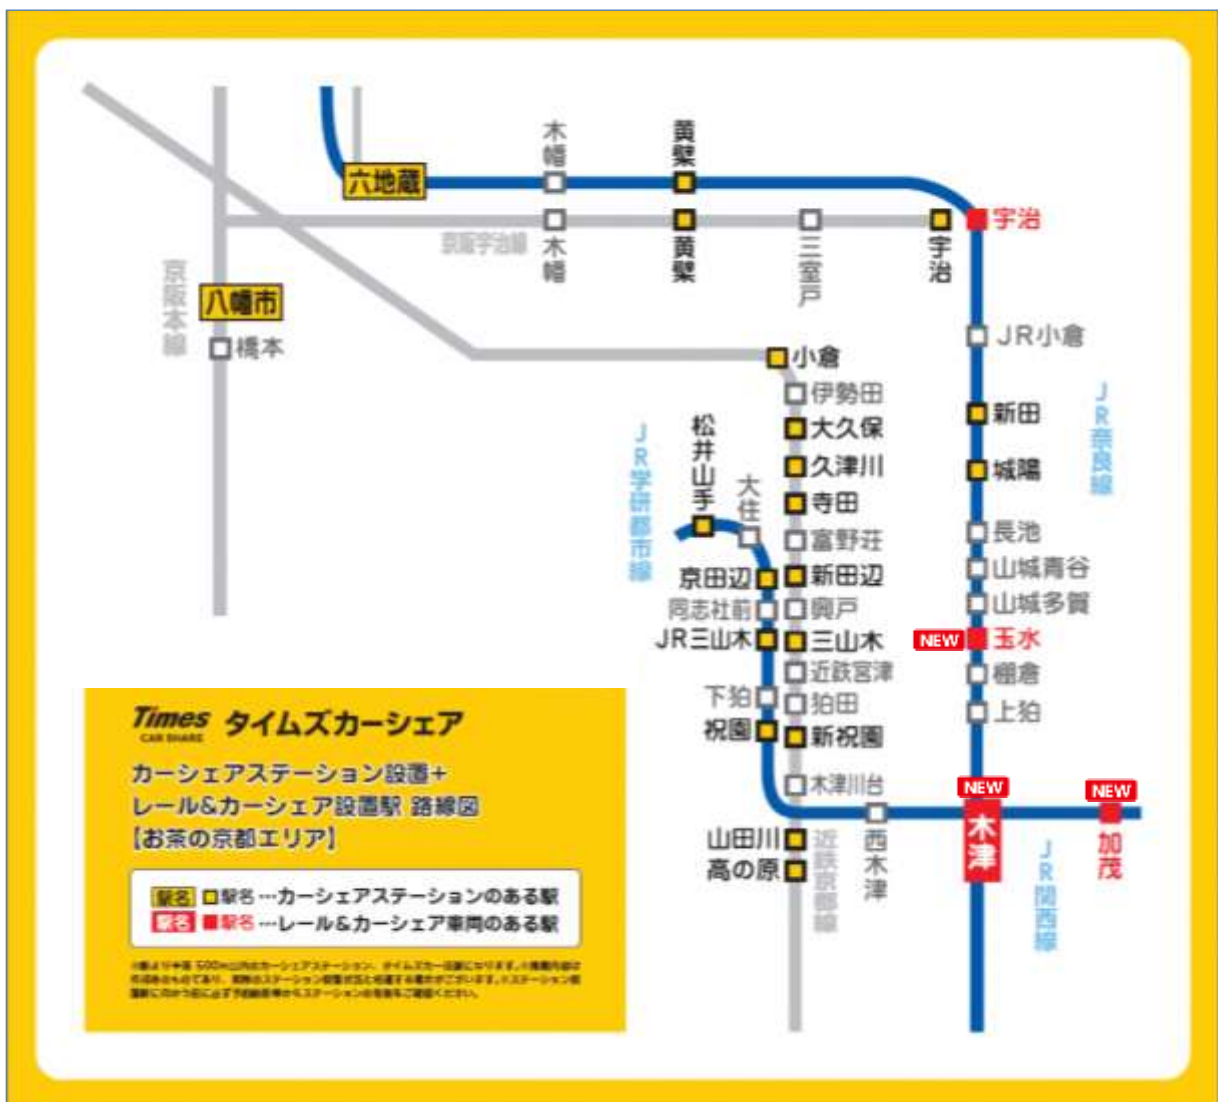 木幡
黄檗
六地蔵
宇治
京阪宇治線
木幡
黄檗
三室戸
宇治
京阪本線
八幡市
橋本
JR小倉
小倉
伊勢田
大久保
久津川
寺田
富野荘
新田辺
興戸
三山木
近鉄宮津
狛田
新祝園
木津川台
山田川
高の原
近鉄京都線
JR学研都市線
松井山手
大住
京田辺
同志社前
JR三山木
下狛
祝園
西木津
新田
城陽
長池
山城青谷
山城多賀
NEW
玉水
棚倉
上狛
JR奈良線
NEW
木津
NEW
加茂
JR関西線
Times
CAR SHARE
タイムズカーシェア
カーシェアステーション設置+
レール&カーシェア設置駅 路線図
【お茶の京都エリア】
駅名 駅名…カーシェアステーションのある駅
駅名 駅名…レール&カーシェア車両のある駅